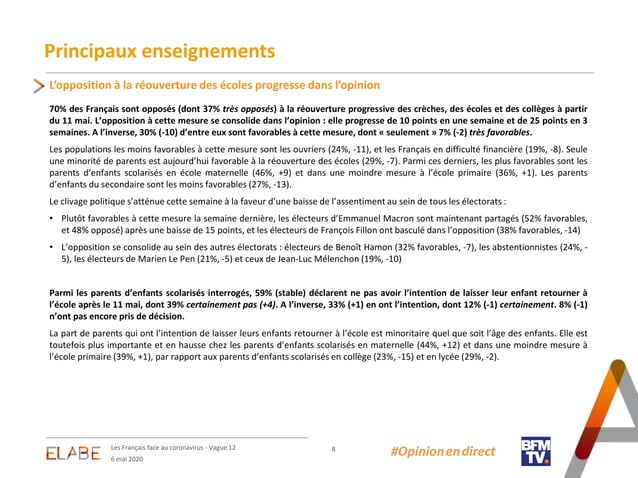 Principaux enseignements
L'opposition à la réouverture des écoles progresse dans l'opinion
70% des Français sont opposés (dont 37% très opposés) à la réouverture progressive des crèches, des écoles et des collèges à partir
du 11 mai. L'opposition à cette mesure se consolide dans l'opinion : elle progresse de 10 points en une semaine et de 25 points en 3
semaines. A l'inverse, 30% (-10) d'entre eux sont favorables à cette mesure, dont « seulement » 7% (-2) très favorables.
Les populations les moins favorables à cette mesure sont les ouvriers (24%, -11), et les Français en difficulté financière (19%, -8). Seule
une minorité de parents est aujourd'hui favorable à la réouverture des écoles (29%, -7). Parmi ces derniers, les plus favorables sont les
parents d'enfants scolarisés en école maternelle (46%, +9) et dans une moindre mesure à l'école primaire (36%, +1). Les parents
d'enfants du secondaire sont les moins favorables (27%, -13).
Le clivage politique s'atténue cette semaine à la faveur d'une baisse de l'assentiment au sein de tous les électorats :
• Plutôt favorables à cette mesure la semaine dernière, les électeurs d'Emmanuel Macron sont maintenant partagés (52% favorables,
et 48% opposé) après une baisse de 15 points, et les électeurs de François Fillon ont basculé dans l'opposition (38% favorables, -14)
• L'opposition se consolide au sein des autres électorats : électeurs de Benoît Hamon (32% favorables, -7), les abstentionnistes (24%, -
5), les électeurs de Marien Le Pen (21%, -5) et ceux de Jean-Luc Mélenchon (19%, -10)
Parmi les parents d'enfants scolarisés interrogés, 59% (stable) déclarent ne pas avoir l'intention de laisser leur enfant retourner à
l'école après le 11 mai, dont 39% certainement pas (+4). A l'inverse, 33% (+1) en ont l'intention, dont 12% (-1) certainement. 8% (-1)
n'ont pas encore pris de décision.
La part de parents qui ont l'intention de laisser leurs enfants retourner à l'école est minoritaire quel que soit l'âge des enfants. Elle est
toutefois plus importante et en hausse chez les parents d'enfants scolarisés en maternelle (44%, +12) et dans une moindre mesure à
l'école primaire (39%, +1), par rapport aux parents d'enfants scolarisés en collège (23%, -15) et en lycée (29%, -2).
ELABE
Les Français face au coronavirus - Vague 12
6 mai 2020
8
#Opinion en direct
BFM
TV.